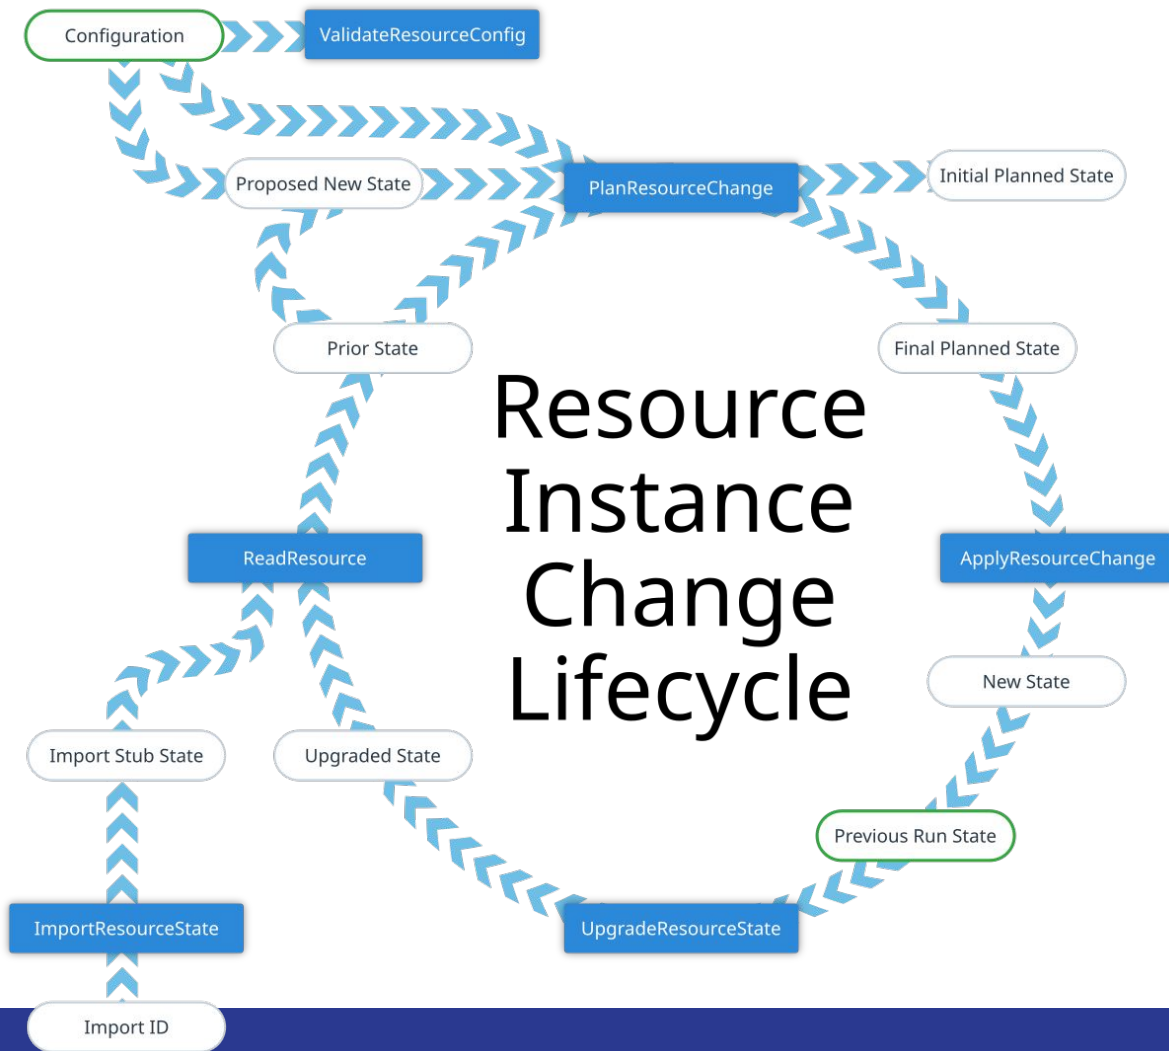 Configuration
ValidateResourceConfig
Proposed New State
PlanResourceChange
Initial Planned State
Prior State
Final Planned State
Resource
Instance
Change
Lifecycle
ReadResource
ApplyResourceChange
New State
Import Stub State
Upgraded State
Previous Run State
ImportResourceState
UpgradeResourceState
Import ID